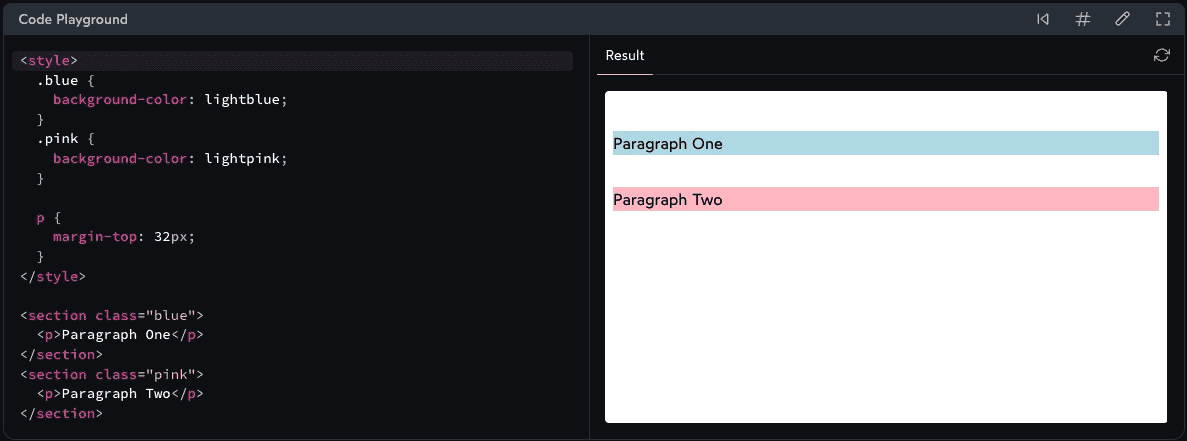 Code Playground
<style>
  .blue {
    background-color: lightblue;
  }
  .pink {
    background-color: lightpink;
  }

  p {
    margin-top: 32px;
  }
</style>

<section class="blue">
  <p>Paragraph One</p>
</section>
<section class="pink">
  <p>Paragraph Two</p>
</section>
Result
Paragraph One
Paragraph Two